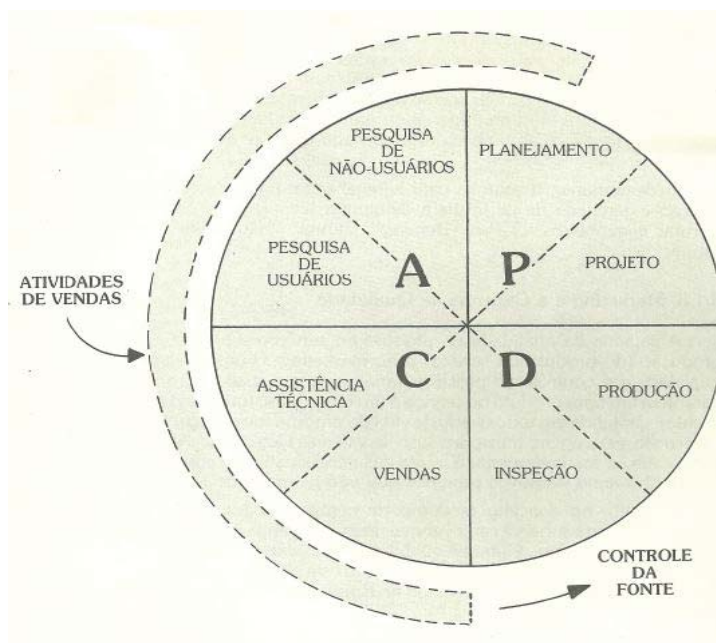 PESQUISA
DE
NÃO-USUÁRIOS
PLANEJAMENTO
PESQUISA
DE
USUÁRIOS
A
P
PROJETO
ATIVIDADES
DE VENDAS
ASSISTÊNCIA
TÉCNICA
C
D
PRODUÇÃO
VENDAS
INSPEÇÃO
CONTROLE
DA
FONTE